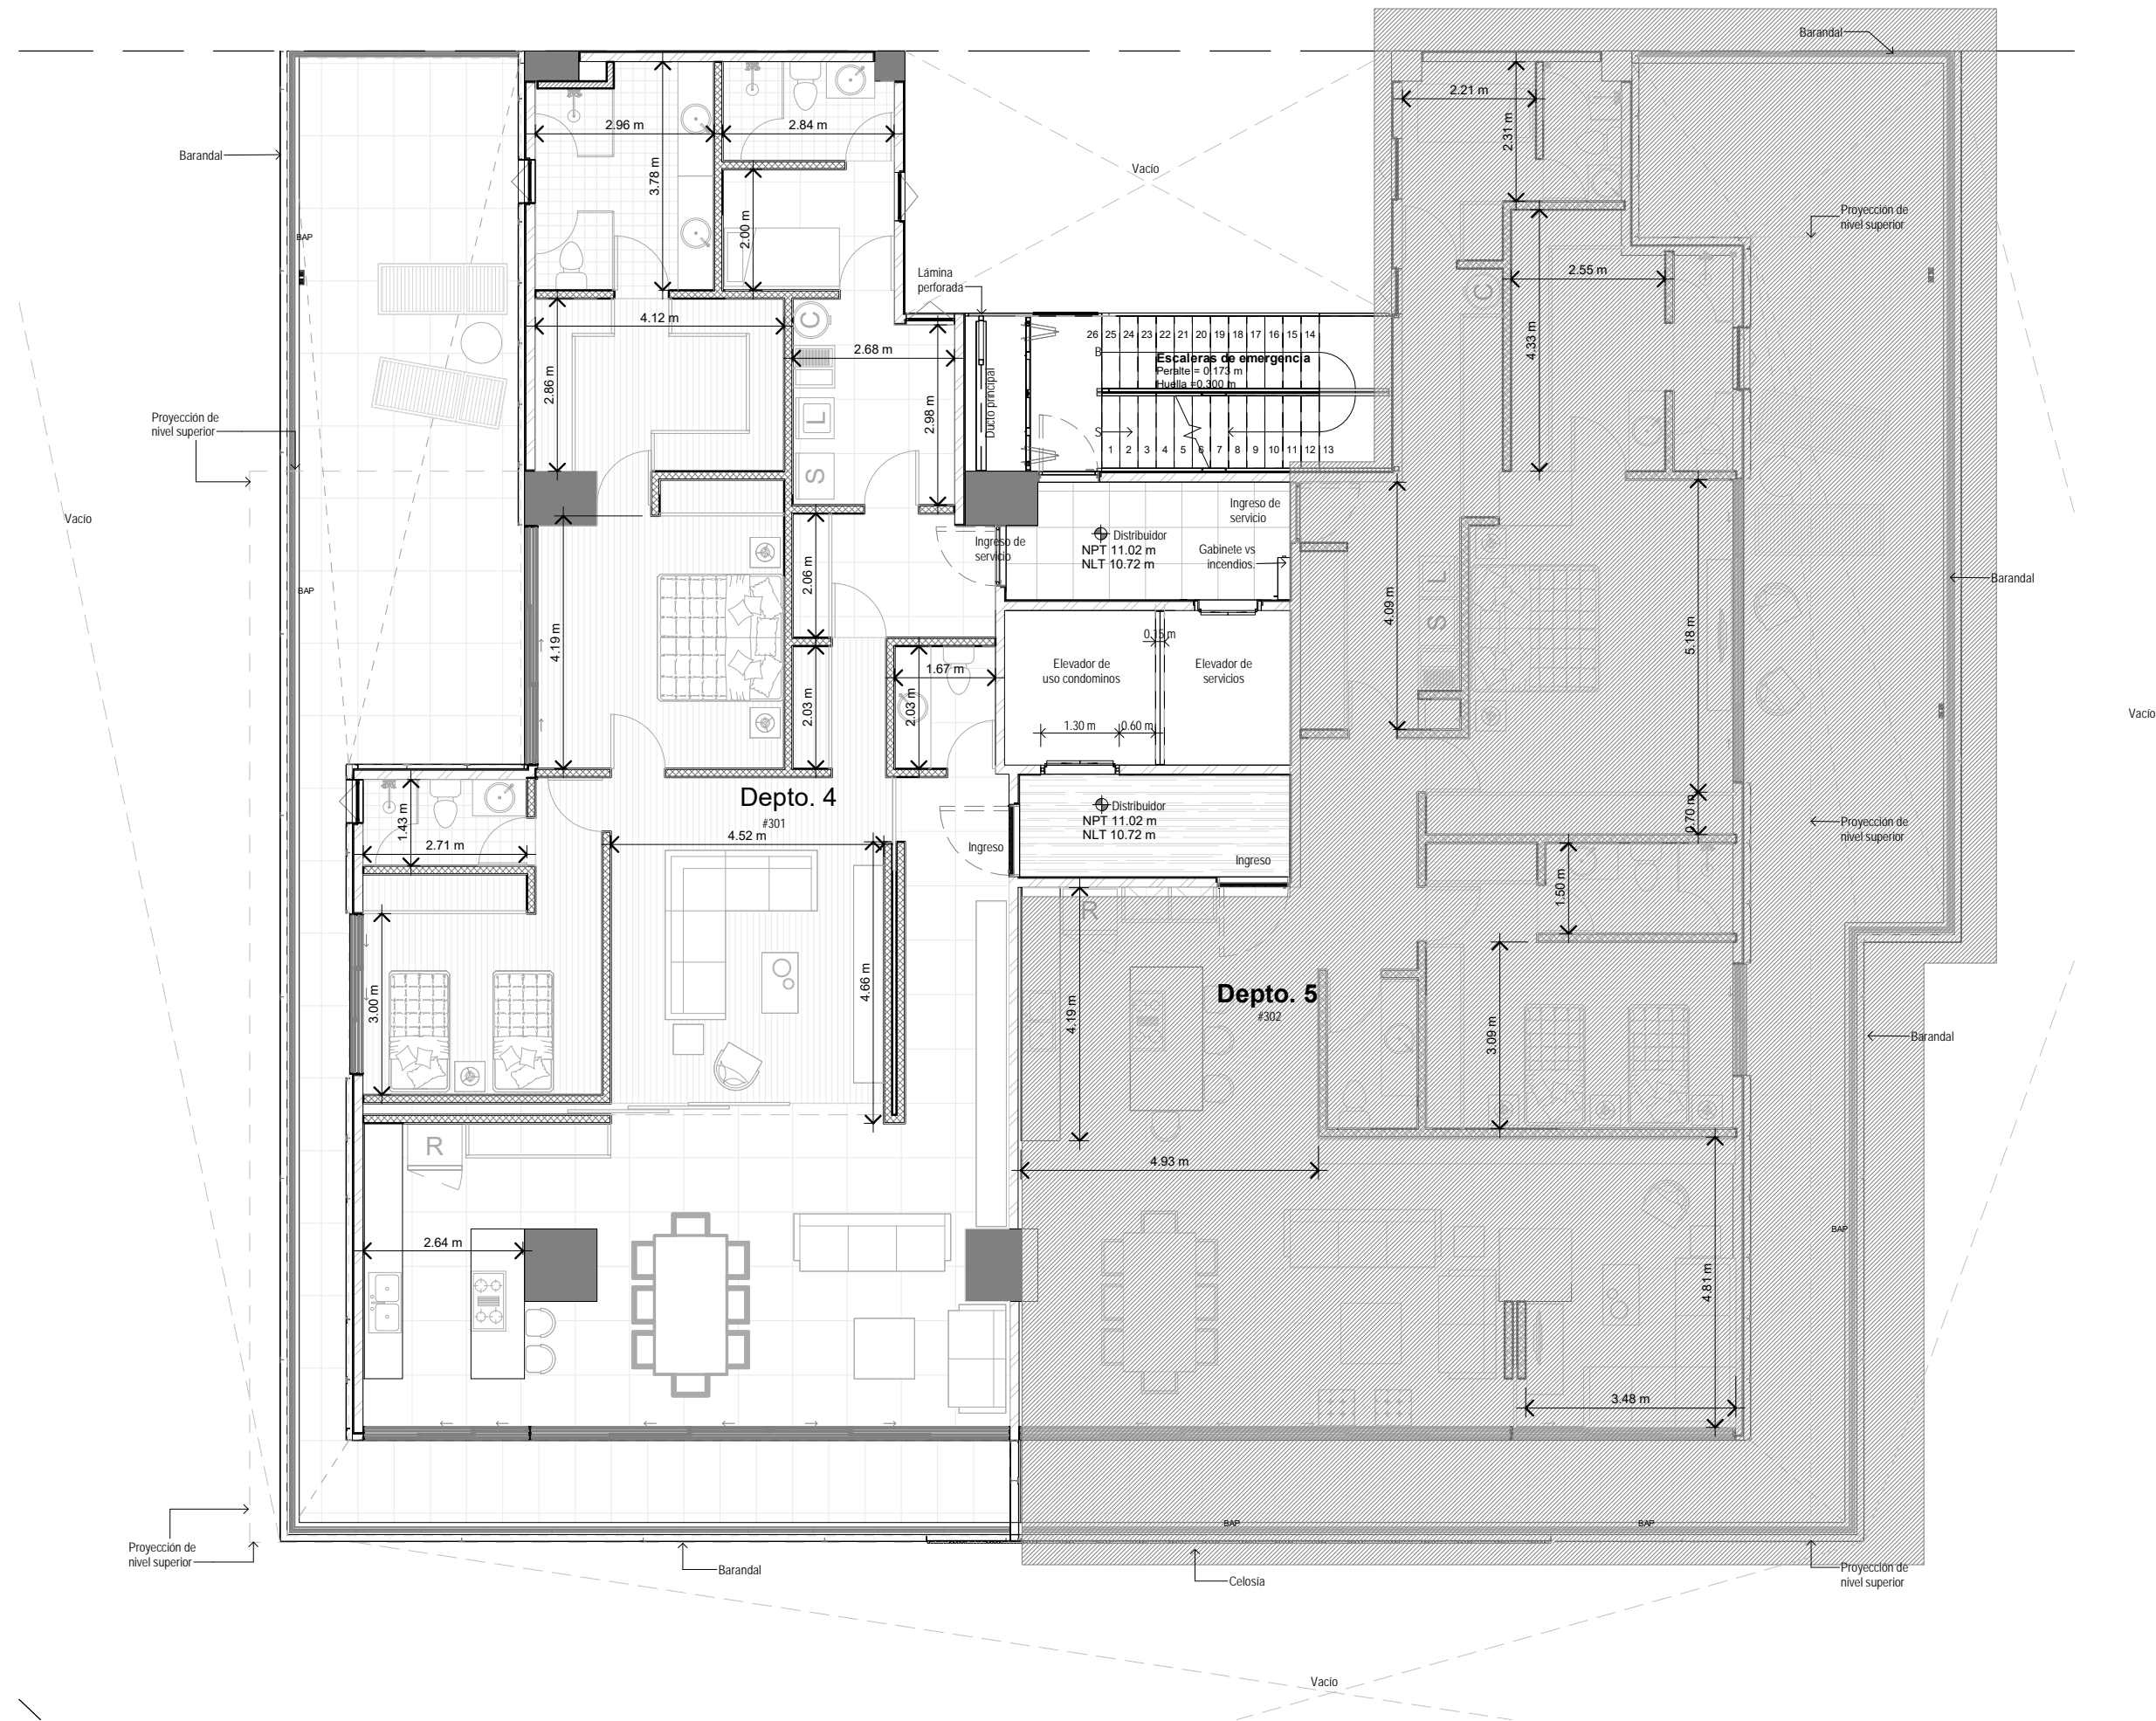 Barandal
2.21 m
2.31 m
2.96 m
2.84 m
Barandal
3.78 m
Vacío
2.00 m
Proyección de
nivel superior
BAP
2.55 m
Lámina
perforada
C
C
4.12 m
2.68 m
26 25 24 23 22 21 20 19 18 17 16 15 14
B
Escaleras de emergencia
Peralte = 0.173 m
Huella =0.300 m
4.33 m
2.86 m
2.98 m
Ducto principal
L
Proyección de
nivel superior
S
1 2 3 4 5 6 7 8 9 10 11 12 13
S
Vacío
Ingreso de
servicio
Ingreso de
servicio
Distribuidor
NPT 11.02 m
NLT 10.72 m
Gabinete vs
incendios.
2.06 m
4.09 m
L
S
Barandal
BAP
4.19 m
0.15 m
5.18 m
Elevador de
uso condominos
Elevador de
servicios
1.67 m
2.03 m
2.03 m
1.30 m
0.60 m
Vacío
Depto. 4
#301
Distribuidor
NPT 11.02 m
NLT 10.72 m
0.70 m
Proyección de
nivel superior
1.43 m
2.71 m
4.52 m
Ingreso
Ingreso
1.50 m
R
3.00 m
4.66 m
4.19 m
Depto. 5
#302
3.09 m
Barandal
R
4.93 m
BAP
2.64 m
4.81 m
3.48 m
BAP
BAP
Proyección de
nivel superior
Barandal
Celosía
Proyección de
nivel superior
Vacío